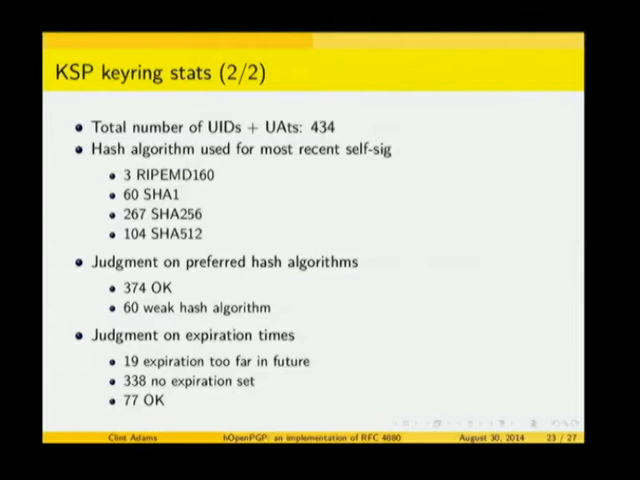 KSP keyring stats (2/2)
Total number of UIDs + UAts: 434
Hash algorithm used for most recent self-sig
3 RIPEMD160
60 SHA1
267 SHA256
104 SHA512
Judgment on preferred hash algorithms
374 OK
60 weak hash algorithm
Judgment on expiration times
19 expiration too far in future
338 no expiration set
77 OK
Clint Adams hOpenPGP: an implementation of RFC 4880 August 30, 2014 23 / 27